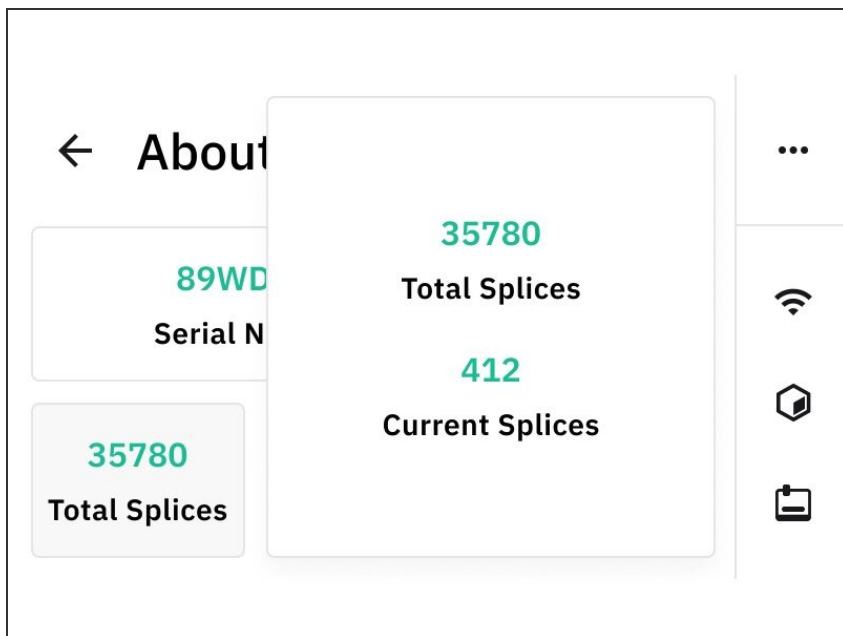 About
89WD
Serial N
35780
Total Splices
35780
Total Splices
412
Current Splices